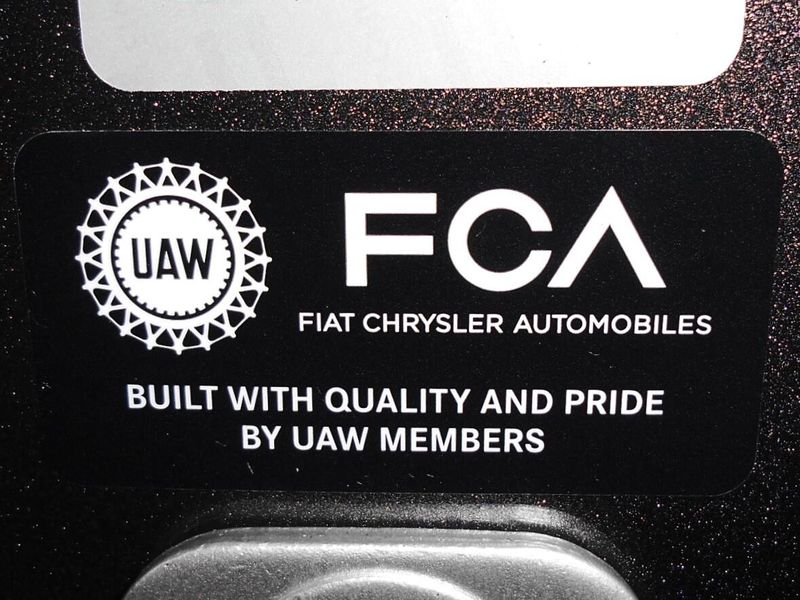 UAW
FCA
FIAT CHRYSLER AUTOMOBILES
BUILT WITH QUALITY AND PRIDE
BY UAW MEMBERS